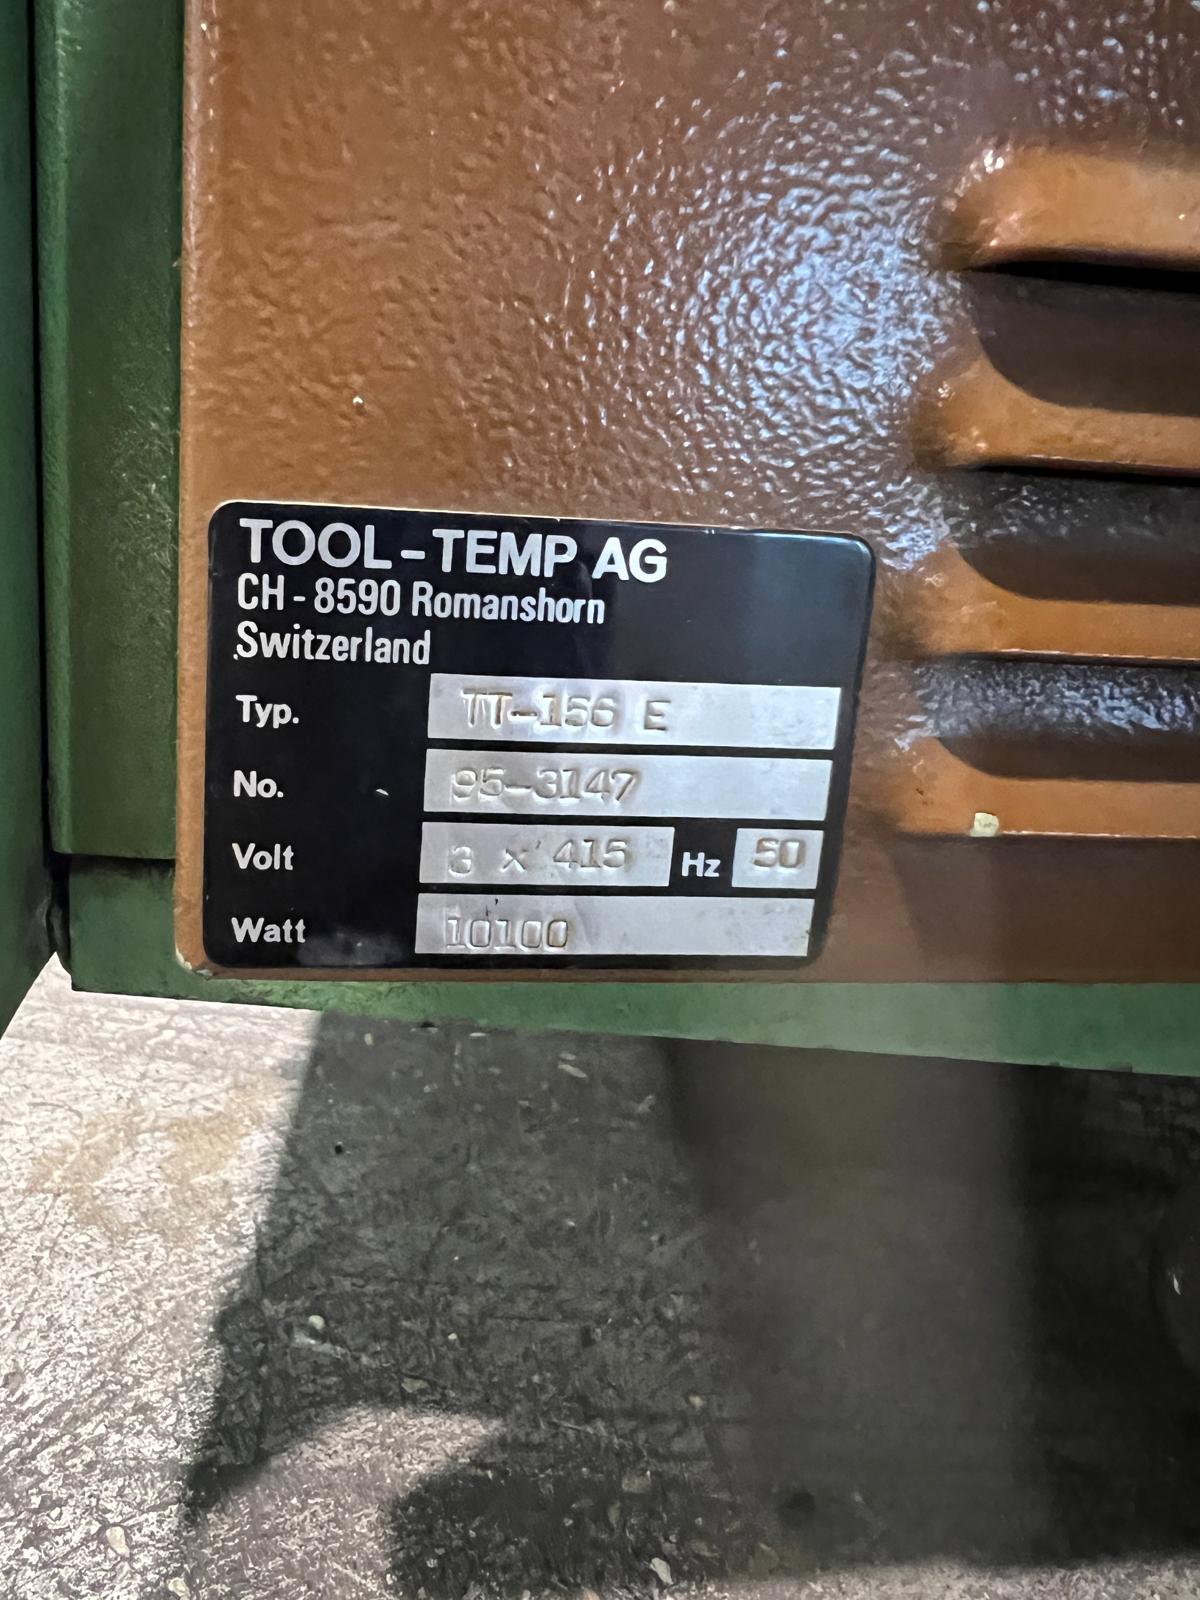 TOOL-TEMP AG
CH-8590 Romanshorn
Switzerland
Typ. TT-156 E
No. 95-3147
Volt 3 x 415 Hz 50
Watt 10100